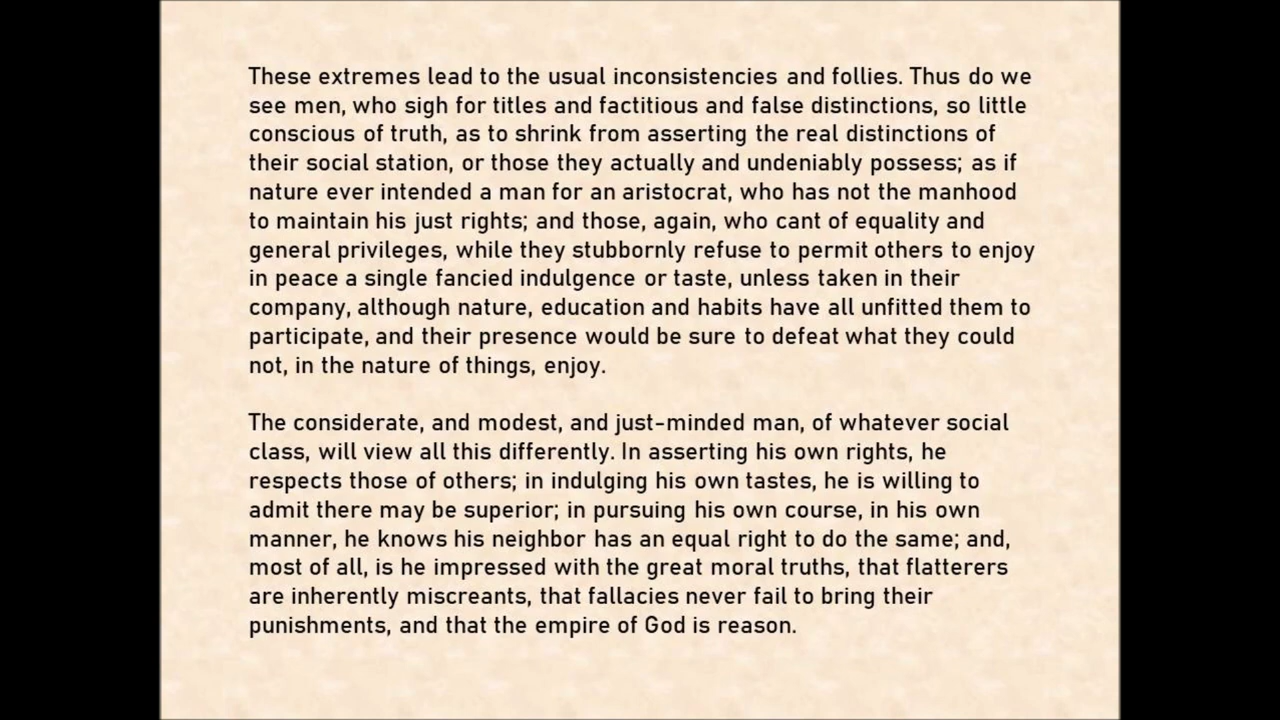 These extremes lead to the usual inconsistencies and follies. Thus do we
see men, who sigh for titles and factitious and false distinctions, so little
conscious of truth, as to shrink from asserting the real distinctions of
their social station, or those they actually and undeniably possess; as if
nature ever intended a man for an aristocrat, who has not the manhood
to maintain his just rights; and those, again, who cant of equality and
general privileges, while they stubbornly refuse to permit others to enjoy
in peace a single fancied indulgence or taste, unless taken in their
company, although nature, education and habits have all unfitted them to
participate, and their presence would be sure to defeat what they could
not, in the nature of things, enjoy.
The considerate, and modest, and just-minded man, of whatever social
class, will view all this differently. In asserting his own rights, he
respects those of others; in indulging his own tastes, he is willing to
admit there may be superior; in pursuing his own course, in his own
manner, he knows his neighbor has an equal right to do the same; and,
most of all, is he impressed with the great moral truths, that flatterers
are inherently miscreants, that fallacies never fail to bring their
punishments, and that the empire of God is reason.